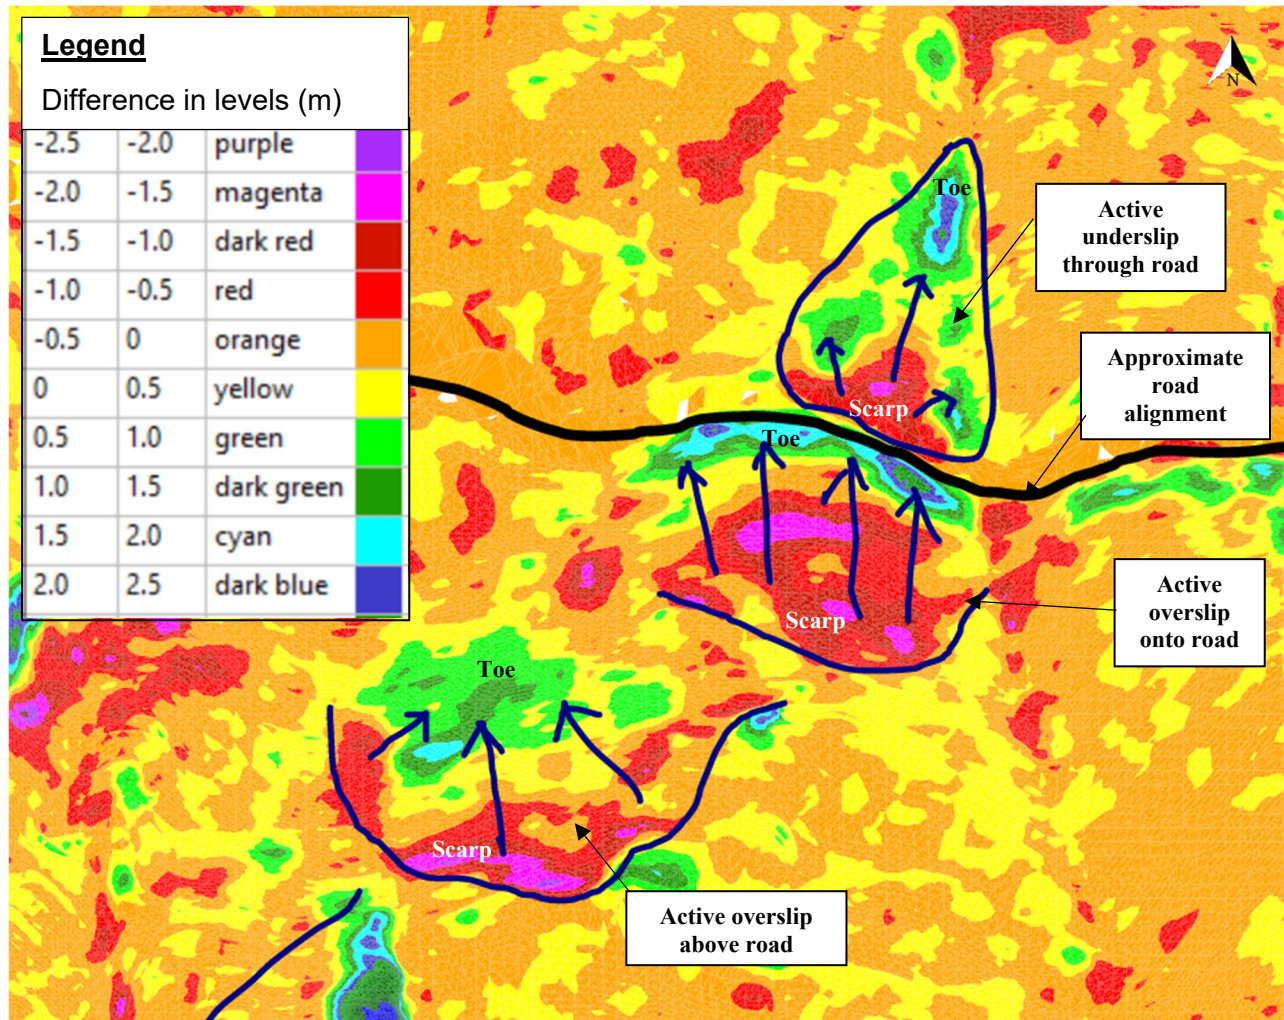 Legend
Difference in levels (m)
-2.5 -2.0 purple
-2.0 -1.5 magenta
-1.5 -1.0 dark red
-1.0 -0.5 red
-0.5 0 orange
0 0.5 yellow
0.5 1.0 green
1.0 1.5 dark green
1.5 2.0 cyan
2.0 2.5 dark blue
N
Toe
Active
underslip
through road
Approximate
road
alignment
Scarp
Toe
Active
overslip
onto road
Scarp
Toe
Scarp
Active overslip
above road